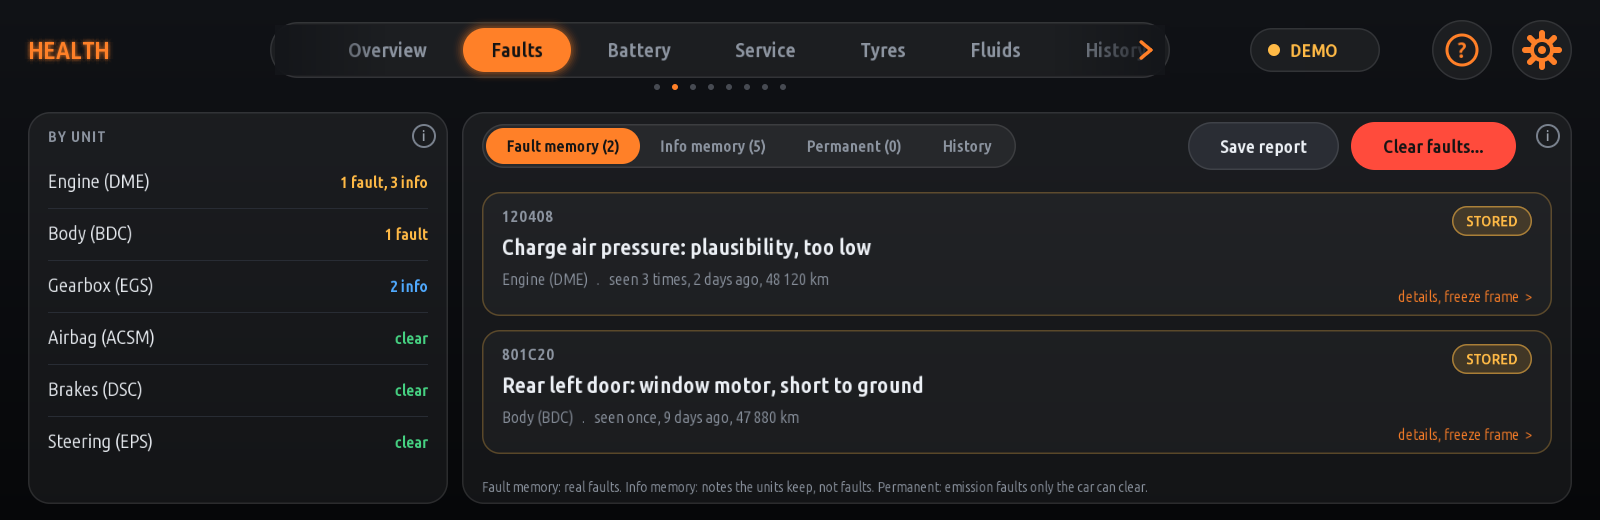 HEALTH
Overview Faults Battery Service Tyres Fluids History
DEMO
?
BY UNIT i
Engine (DME) 1 fault, 3 info
Body (BDC) 1 fault
Gearbox (EGS) 2 info
Airbag (ACSM) clear
Brakes (DSC) clear
Steering (EPS) clear
Fault memory (2) Info memory (5) Permanent (0) History
Save report Clear faults... i
120408 STORED
Charge air pressure: plausibility, too low
Engine (DME) . seen 3 times, 2 days ago, 48 120 km
details, freeze frame >
801C20 STORED
Rear left door: window motor, short to ground
Body (BDC) . seen once, 9 days ago, 47 880 km
details, freeze frame >
Fault memory: real faults. Info memory: notes the units keep, not faults. Permanent: emission faults only the car can clear.